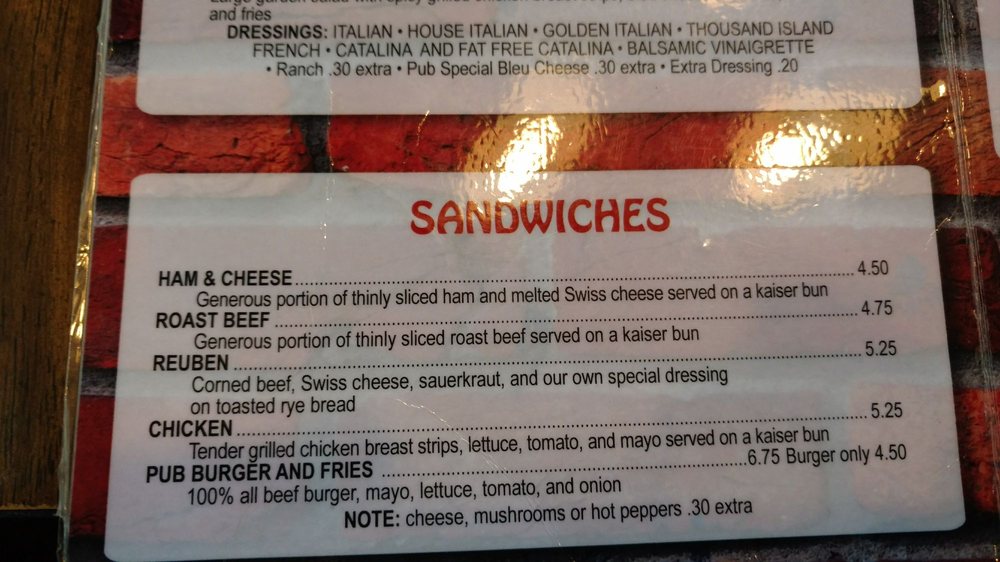 and fries
DRESSINGS: ITALIAN • HOUSE ITALIAN • GOLDEN ITALIAN • THOUSAND ISLAND
FRENCH • CATALINA AND FAT FREE CATALINA • BALSAMIC VINAIGRETTE
• Ranch .30 extra • Pub Special Bleu Cheese .30 extra • Extra Dressing .20
SANDWICHES
HAM & CHEESE 4.50
Generous portion of thinly sliced ham and melted Swiss cheese served on a kaiser bun
ROAST BEEF 4.75
Generous portion of thinly sliced roast beef served on a kaiser bun
REUBEN 5.25
Corned beef, Swiss cheese, sauerkraut, and our own special dressing
on toasted rye bread
CHICKEN 5.25
Tender grilled chicken breast strips, lettuce, tomato, and mayo served on a kaiser bun
PUB BURGER AND FRIES 6.75 Burger only 4.50
100% all beef burger, mayo, lettuce, tomato, and onion
NOTE: cheese, mushrooms or hot peppers .30 extra